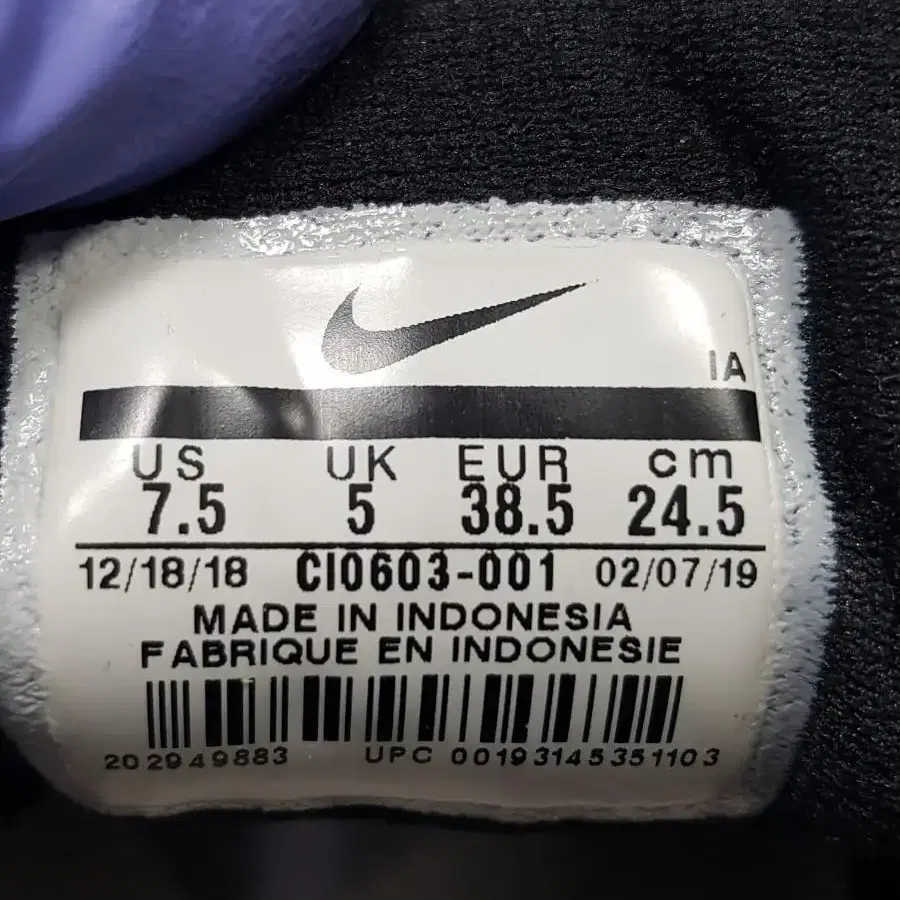 IA
US UK EUR cm
7.5 5 38.5 24.5
12/18/18 CI0603-001 02/07/19
MADE IN INDONESIA
FABRIQUE EN INDONESIE
202949883 UPC 00193145351103